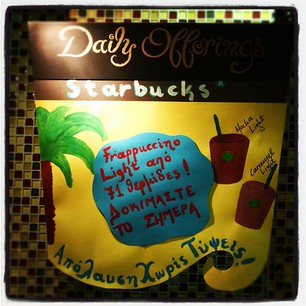 Daily Offerings
Starbucks
Mocha
Light
Caramel
Light
Frappuccino
Light από
71 θερμίδες!
ΔΟΚΙΜΑΣΤΕ
ΤΟ ΣΗΜΕΡΑ
Απόλαυση Χωρίς Τύψεις!